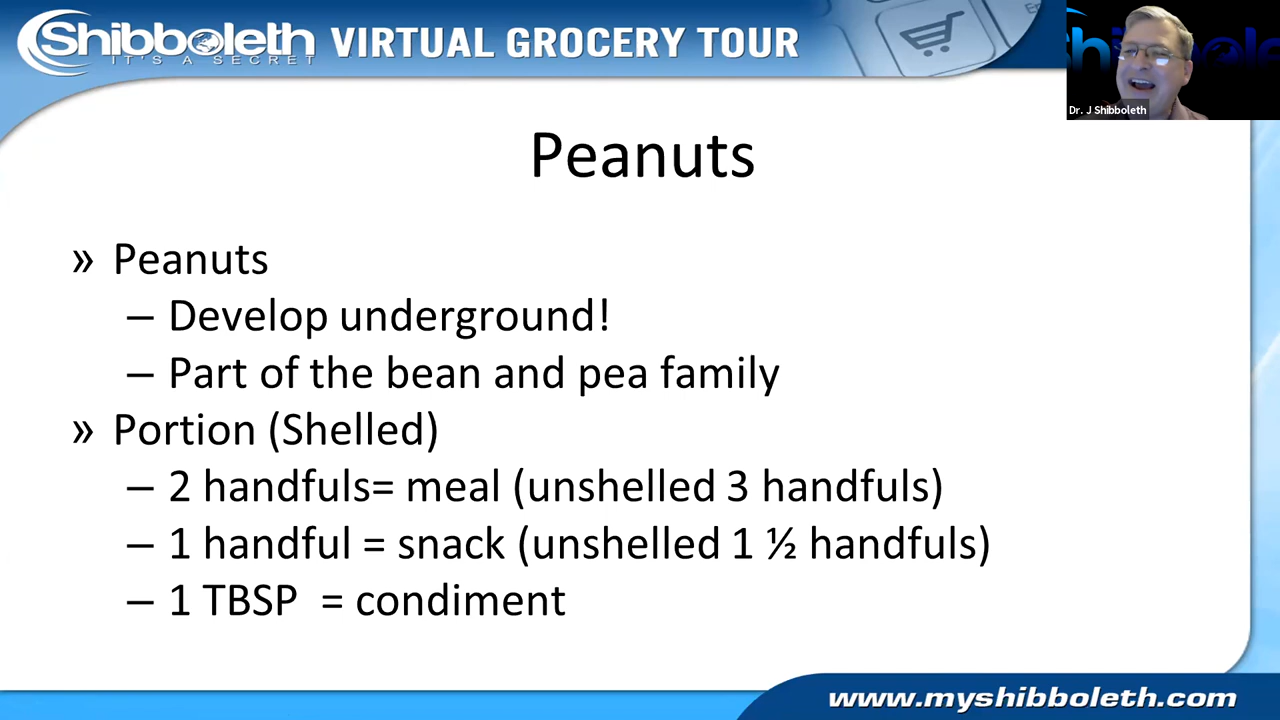 Shibboleth VIRTUAL GROCERY TOUR
IT'S A SECRET
Dr. J Shibboleth
Peanuts
» Peanuts
– Develop underground!
– Part of the bean and pea family
» Portion (Shelled)
– 2 handfuls= meal (unshelled 3 handfuls)
– 1 handful = snack (unshelled 1 ½ handfuls)
– 1 TBSP = condiment
www.myshibboleth.com